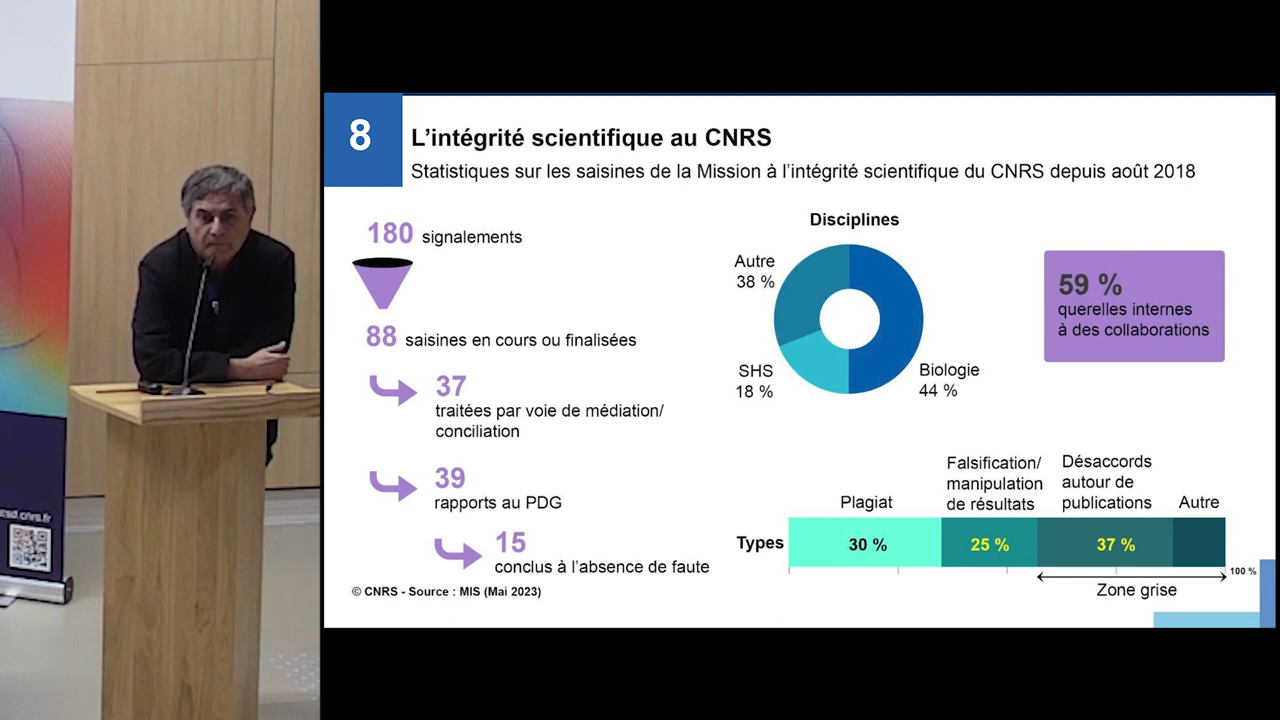 8
L’intégrité scientifique au CNRS
Statistiques sur les saisines de la Mission à l’intégrité scientifique du CNRS depuis août 2018
180 signalements
88 saisines en cours ou finalisées
37
traitées par voie de médiation/
conciliation
39
rapports au PDG
15
conclus à l’absence de faute
© CNRS - Source : MIS (Mai 2023)
Disciplines
Autre
38 %
SHS
18 %
Biologie
44 %
59 %
querelles internes
à des collaborations
Plagiat
Falsification/
manipulation
de résultats
Désaccords
autour de
publications
Autre
Types
30 %
25 %
37 %
100 %
Zone grise
csd.cnrs.fr